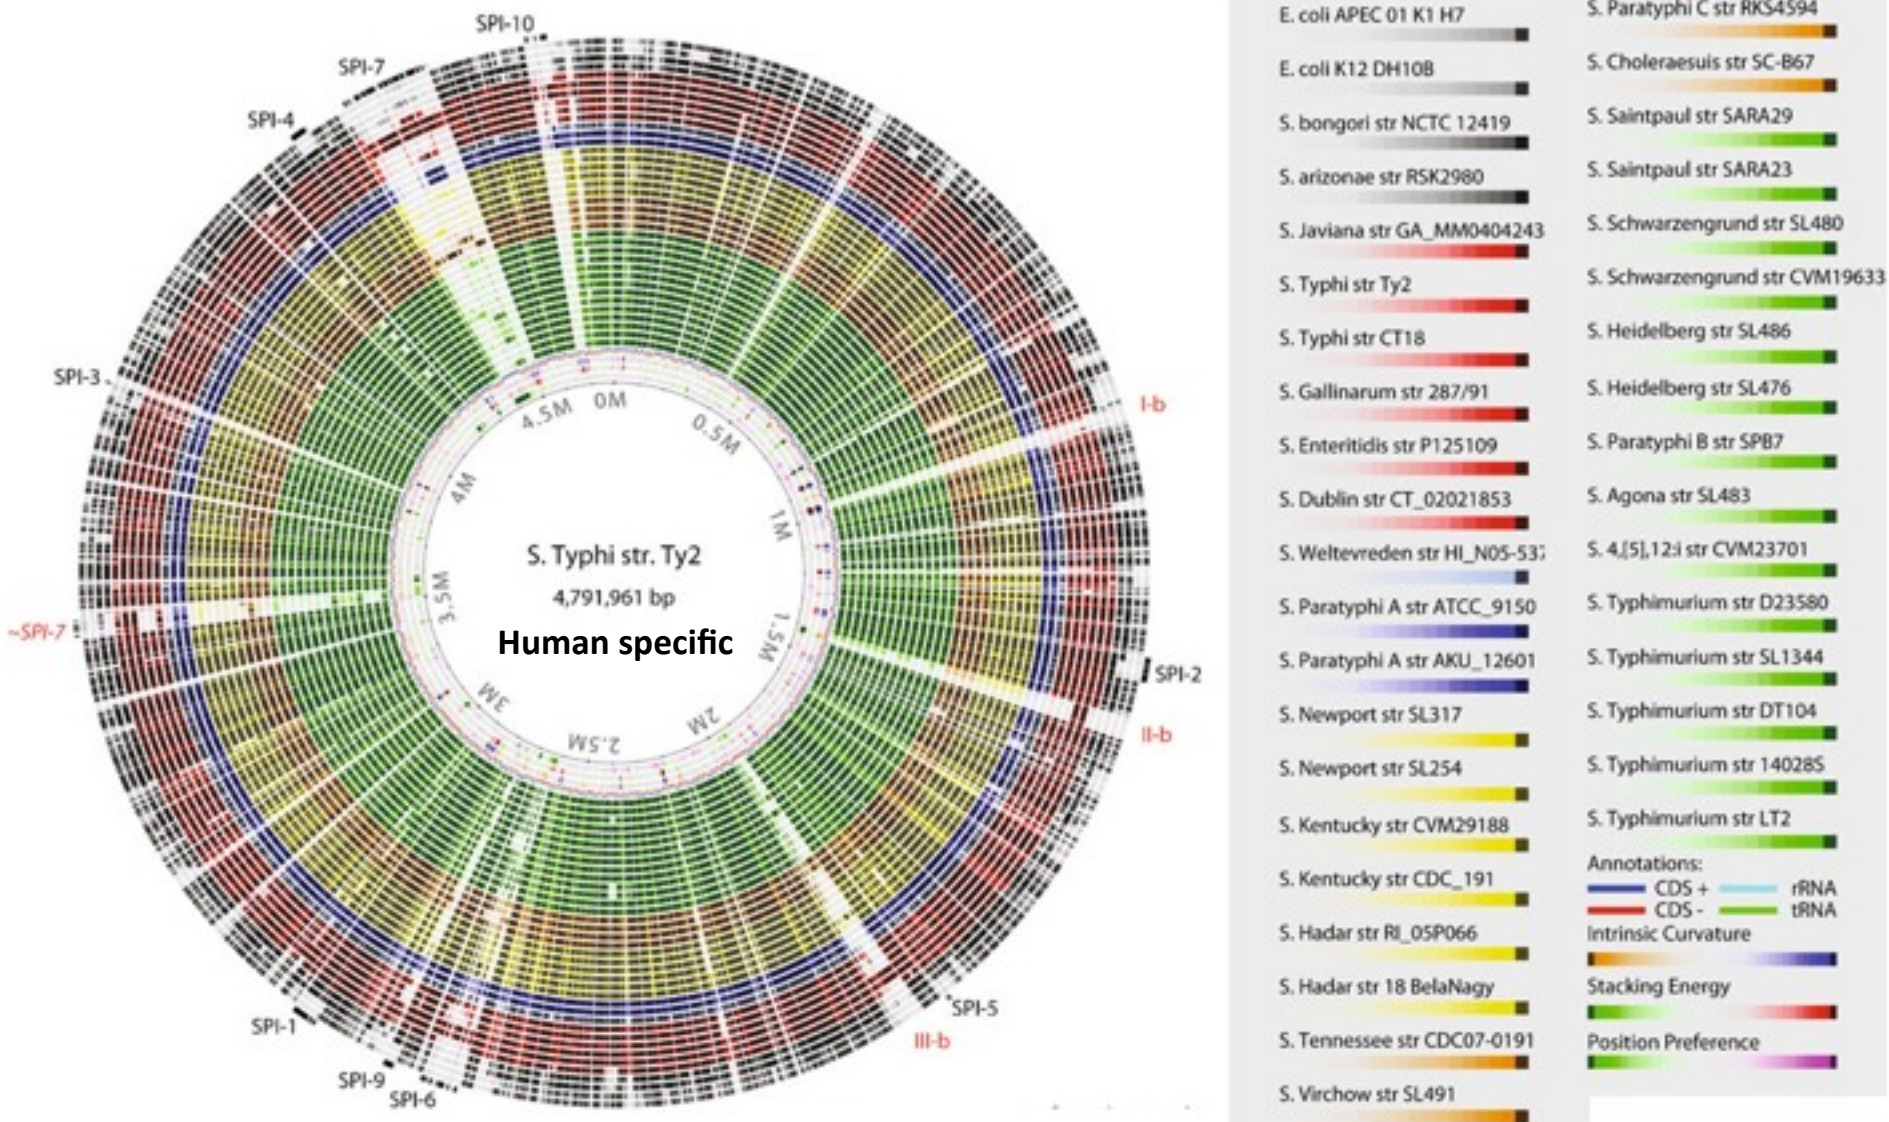 SPI-10
SPI-7
SPI-4
SPI-3
~SPI-7
SPI-1
SPI-9
SPI-6
SPI-5
III-b
II-b
SPI-2
I-b
0M
0.5M
1M
1.5M
2M
2.5M
3M
3.5M
4M
4.5M
S. Typhi str. Ty2
4,791,961 bp
Human specific
E. coli APEC 01 K1 H7
E. coli K12 DH10B
S. bongori str NCTC 12419
S. arizonae str RSK2980
S. Javiana str GA_MM0404243
S. Typhi str Ty2
S. Typhi str CT18
S. Gallinarum str 287/91
S. Enteritidis str P125109
S. Dublin str CT_02021853
S. Weltevreden str HI_N05-537
S. Paratyphi A str ATCC_9150
S. Paratyphi A str AKU_12601
S. Newport str SL317
S. Newport str SL254
S. Kentucky str CVM29188
S. Kentucky str CDC_191
S. Hadar str RI_05P066
S. Hadar str 18 BelaNagy
S. Tennessee str CDC07-0191
S. Virchow str SL491
S. Paratyphi C str RKS4594
S. Choleraesuis str SC-B67
S. Saintpaul str SARA29
S. Saintpaul str SARA23
S. Schwarzengrund str SL480
S. Schwarzengrund str CVM19633
S. Heidelberg str SL486
S. Heidelberg str SL476
S. Paratyphi B str SPB7
S. Agona str SL483
S. 4,[5],12:i str CVM23701
S. Typhimurium str D23580
S. Typhimurium str SL1344
S. Typhimurium str DT104
S. Typhimurium str 14028S
S. Typhimurium str LT2
Annotations:
CDS + rRNA
CDS - tRNA
Intrinsic Curvature
Stacking Energy
Position Preference